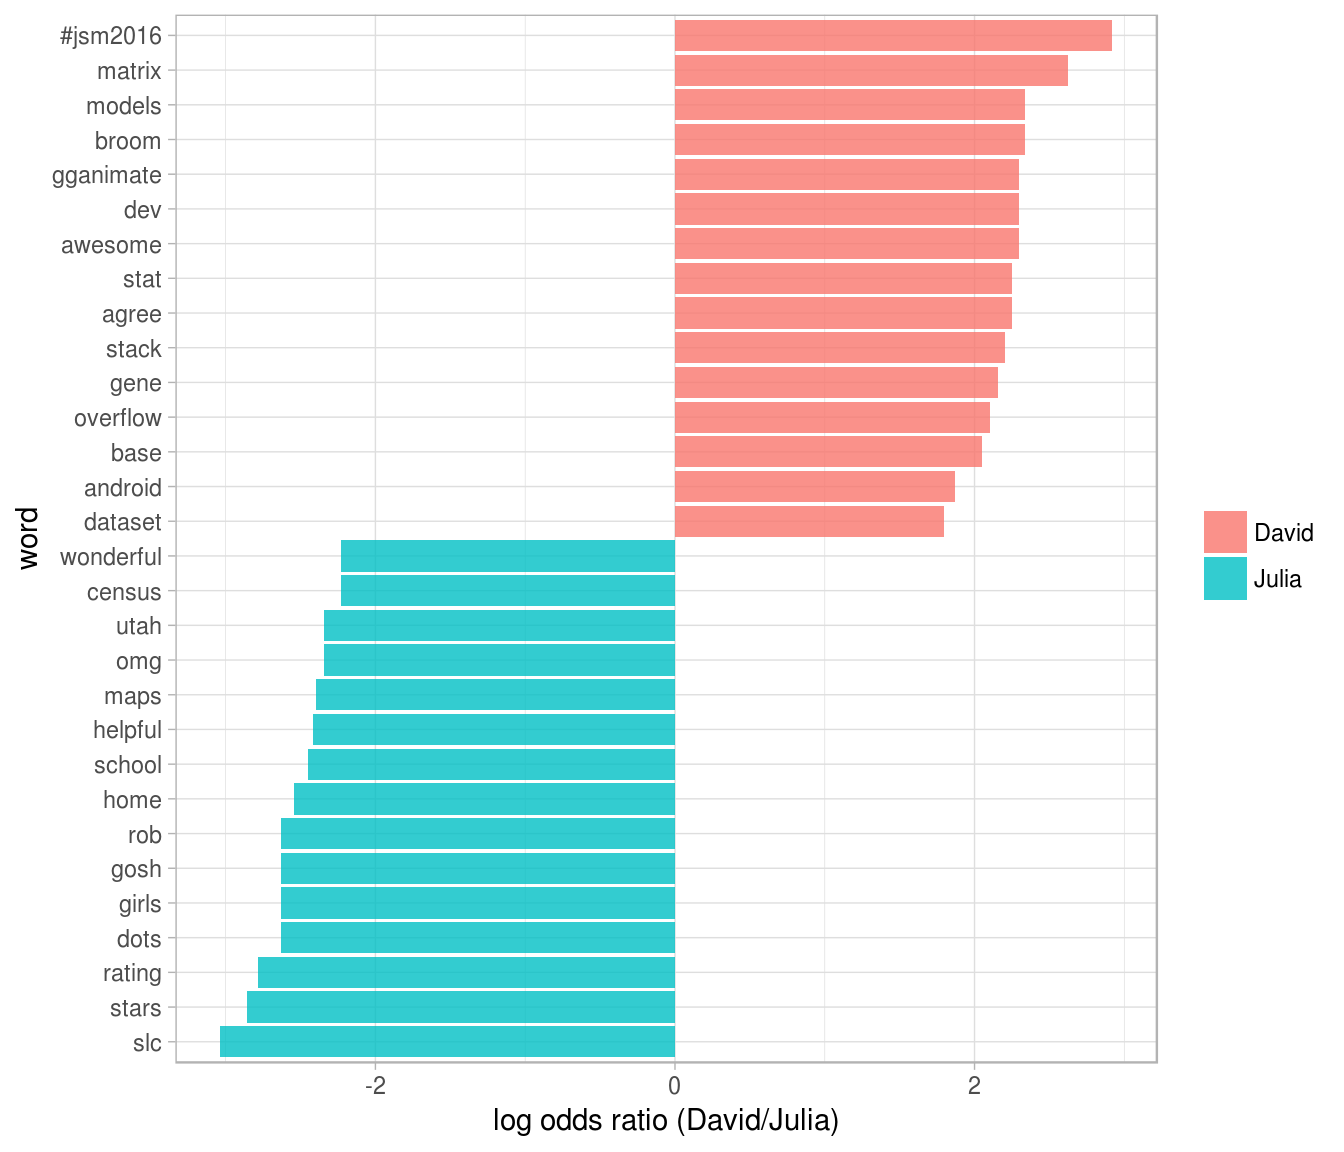 #jsm2016
matrix
models
broom
gganimate
dev
awesome
stat
agree
stack
gene
overflow
base
android
dataset
wonderful
census
utah
omg
maps
helpful
school
home
rob
gosh
girls
dots
rating
stars
slc
word
-2 0 2
log odds ratio (David/Julia)
David
Julia